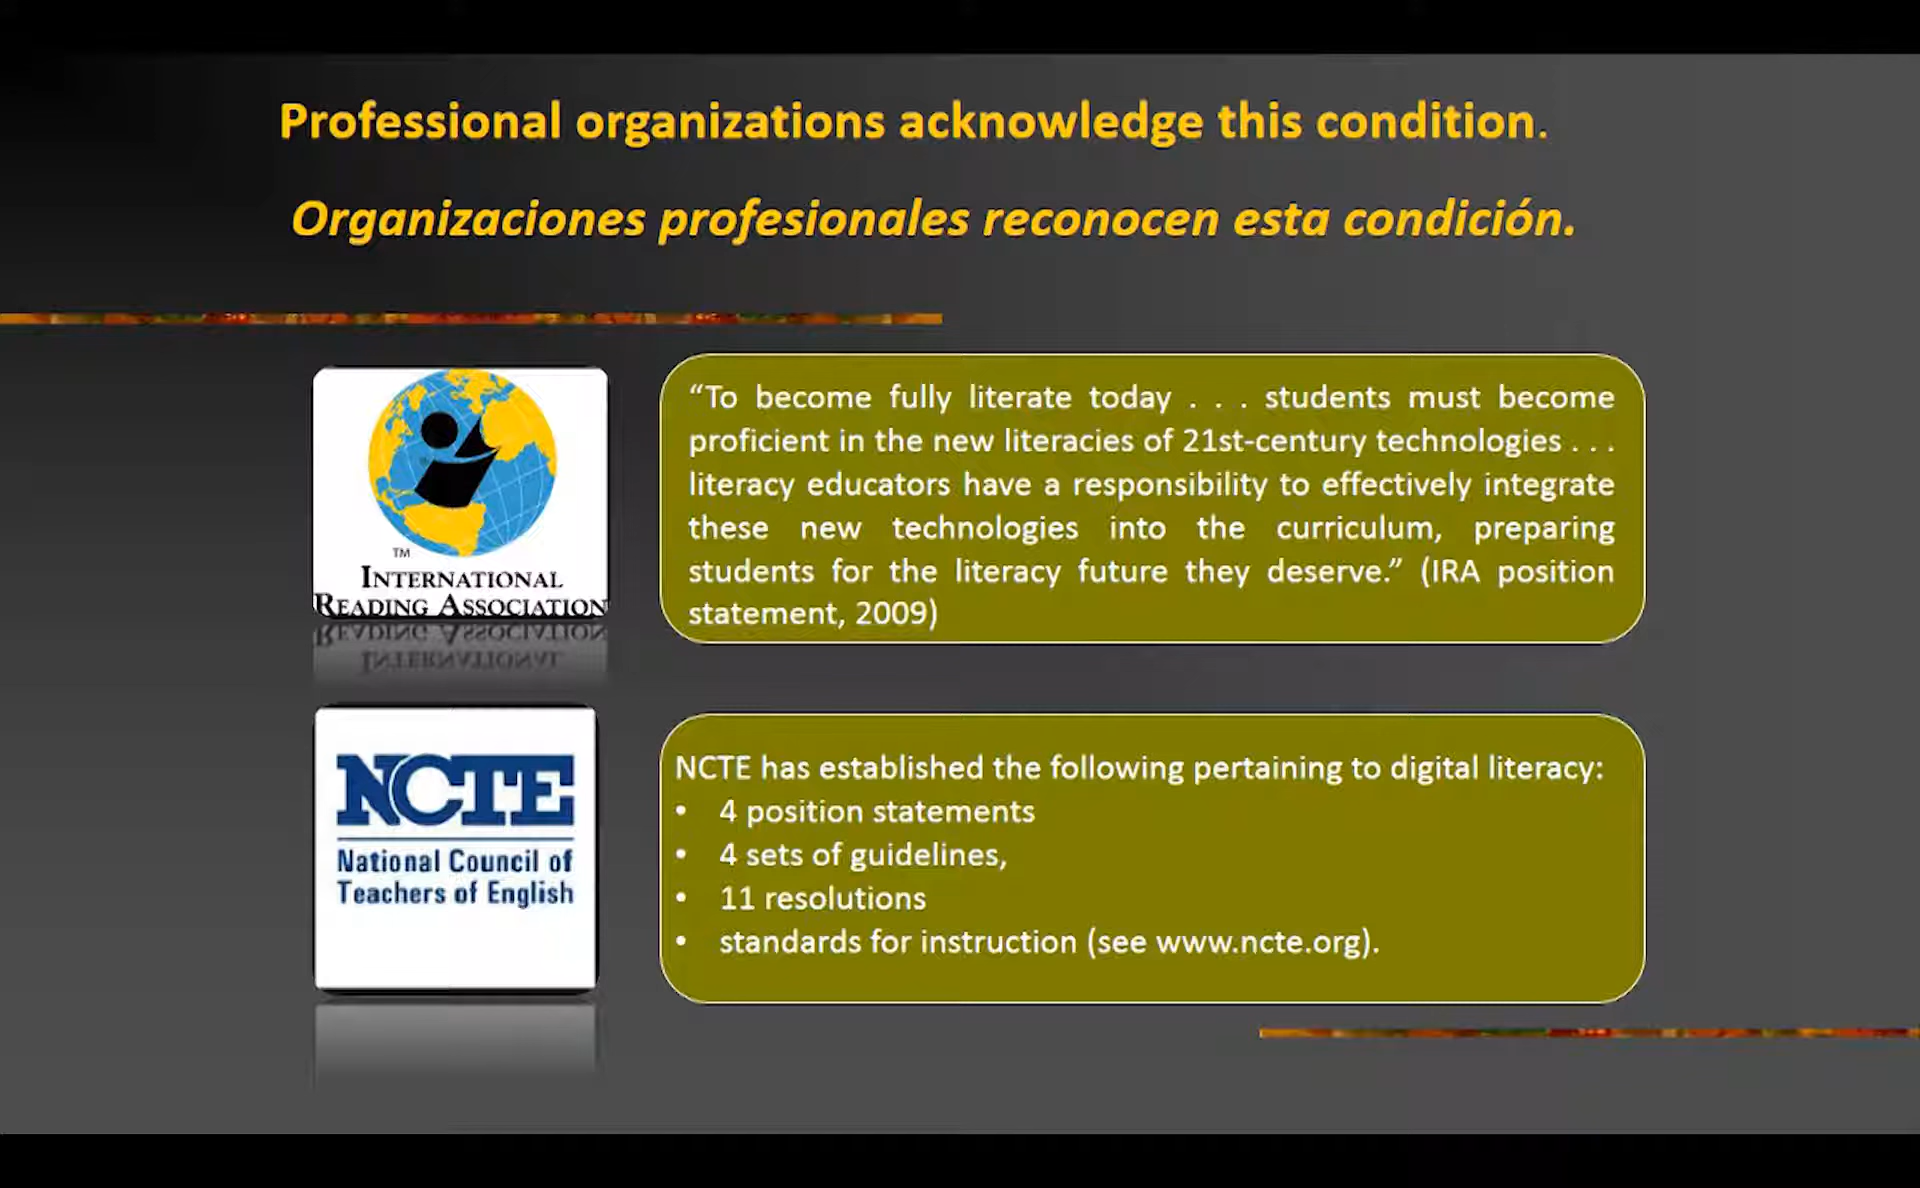 Professional organizations acknowledge this condition.
Organizaciones profesionales reconocen esta condición.
TM
INTERNATIONAL
READING ASSOCIATION
“To become fully literate today . . . students must become
proficient in the new literacies of 21st-century technologies . . .
literacy educators have a responsibility to effectively integrate
these new technologies into the curriculum, preparing
students for the literacy future they deserve.” (IRA position
statement, 2009)
NCTE
National Council of
Teachers of English
NCTE has established the following pertaining to digital literacy:
• 4 position statements
• 4 sets of guidelines,
• 11 resolutions
• standards for instruction (see www.ncte.org).